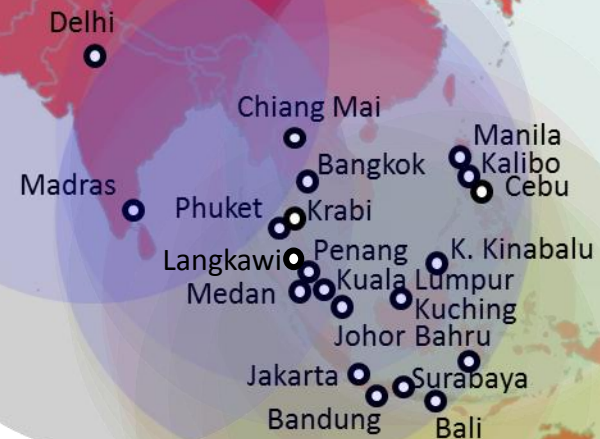 Delhi
Chiang Mai
Manila
Bangkok
Kalibo
Madras
Cebu
Phuket
Krabi
Langkawi
Penang
K. Kinabalu
Medan
Kuala Lumpur
Kuching
Johor Bahru
Jakarta
Surabaya
Bandung
Bali